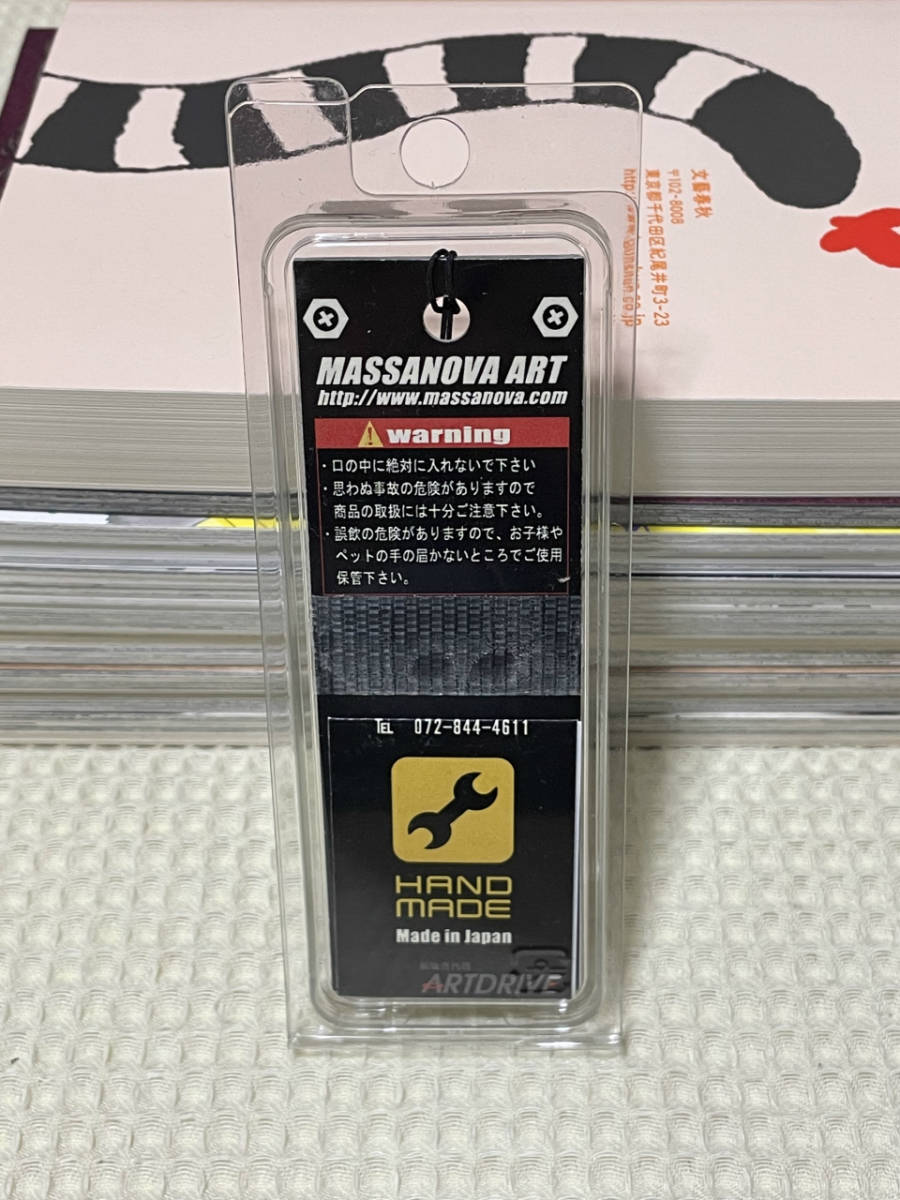 文藝春秋
〒102-8008
東京都千代田区紀尾井町3-23
MASSANOVA ART
http://www.massanova.com
warning
・口の中に絶対に入れないで下さい
・思わぬ事故の危険がありますので
商品の取扱には十分ご注意下さい。
・誤飲の危険がありますので、お子様や
ペットの手の届かないところでご使用
保管下さい。
TEL 072-844-4611
HAND
MADE
Made in Japan
ARTDRIVE